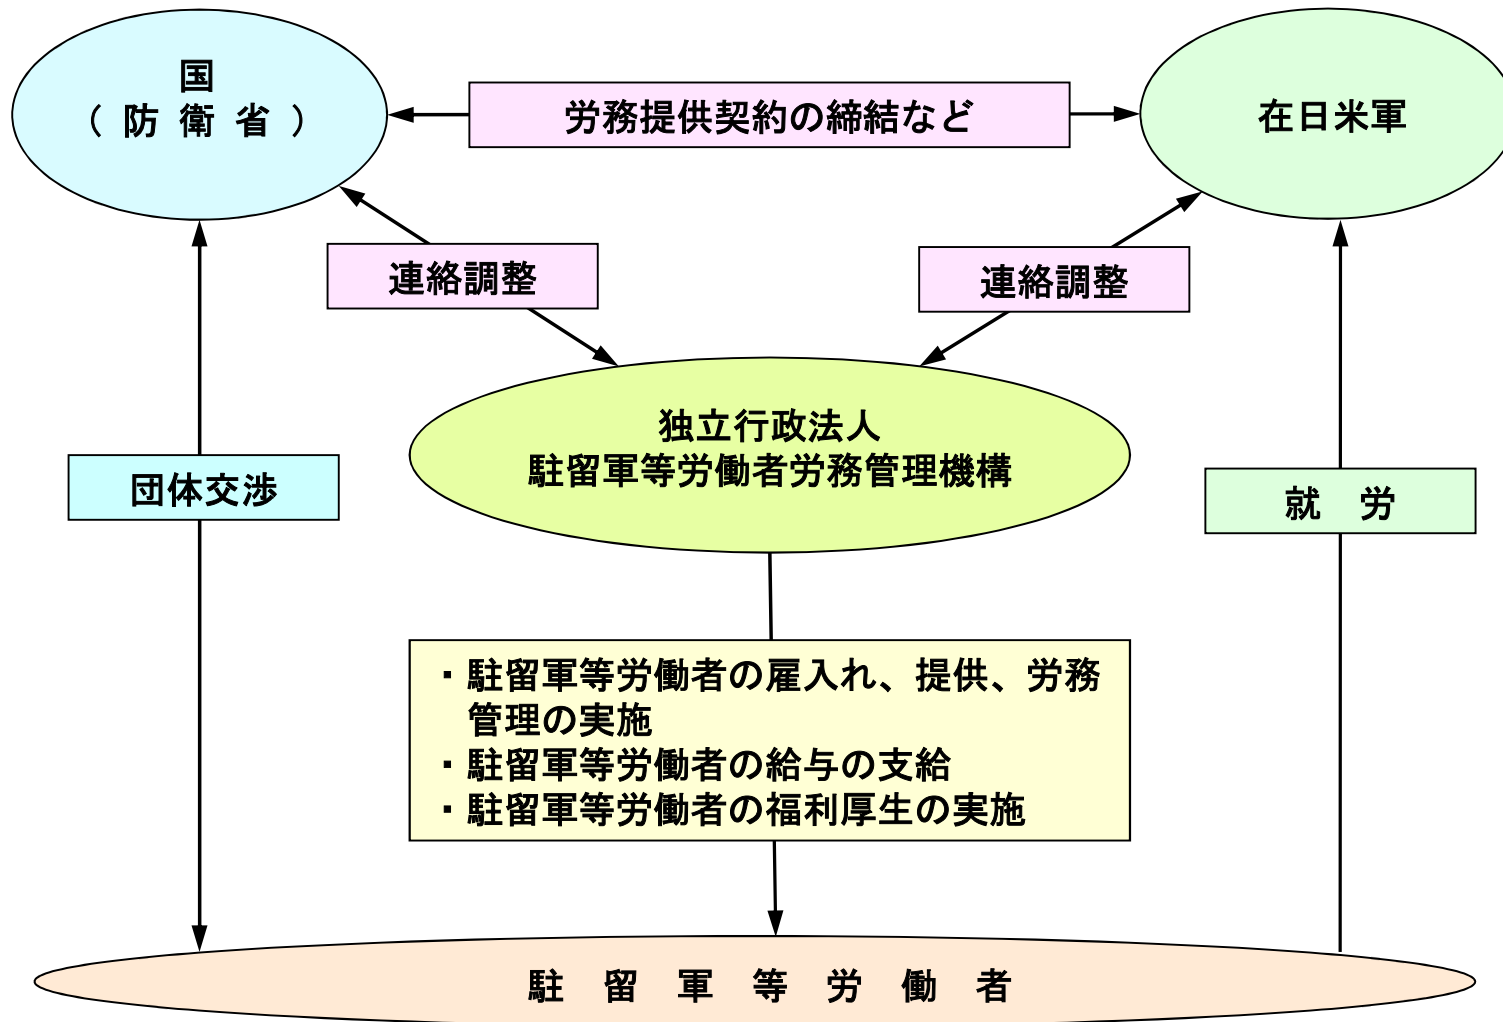 国
（ 防 衛 省 ）
労務提供契約の締結など
在日米軍
連絡調整
連絡調整
独立行政法人
駐留軍等労働者労務管理機構
団体交渉
就　労
・駐留軍等労働者の雇入れ、提供、労務
管理の実施
・駐留軍等労働者の給与の支給
・駐留軍等労働者の福利厚生の実施
駐　留　軍　等　労　働　者